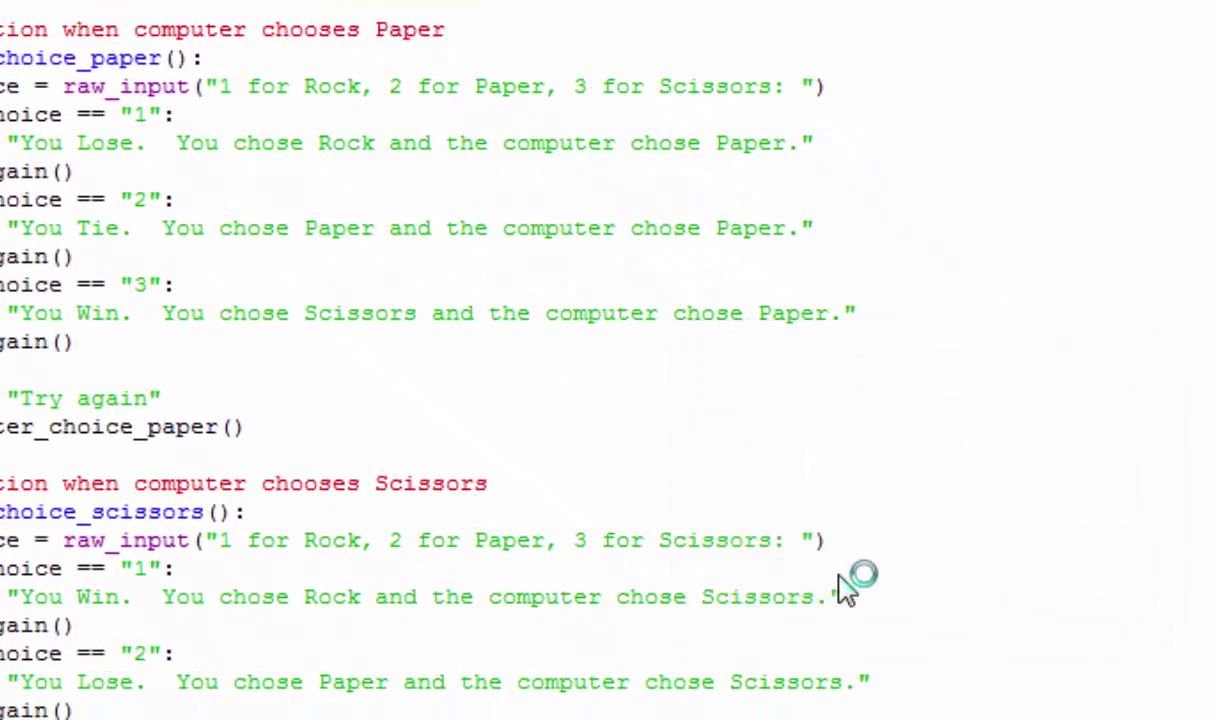 tion when computer chooses Paper
choice_paper():
ce = raw_input("1 for Rock, 2 for Paper, 3 for Scissors: ")
hoice == "1":
"You Lose.  You chose Rock and the computer chose Paper."
gain()
hoice == "2":
"You Tie.  You chose Paper and the computer chose Paper."
gain()
hoice == "3":
"You Win.  You chose Scissors and the computer chose Paper."
gain()
"Try again"
ter_choice_paper()
tion when computer chooses Scissors
choice_scissors():
ce = raw_input("1 for Rock, 2 for Paper, 3 for Scissors: ")
hoice == "1":
"You Win.  You chose Rock and the computer chose Scissors."
gain()
hoice == "2":
"You Lose.  You chose Paper and the computer chose Scissors."
gain()